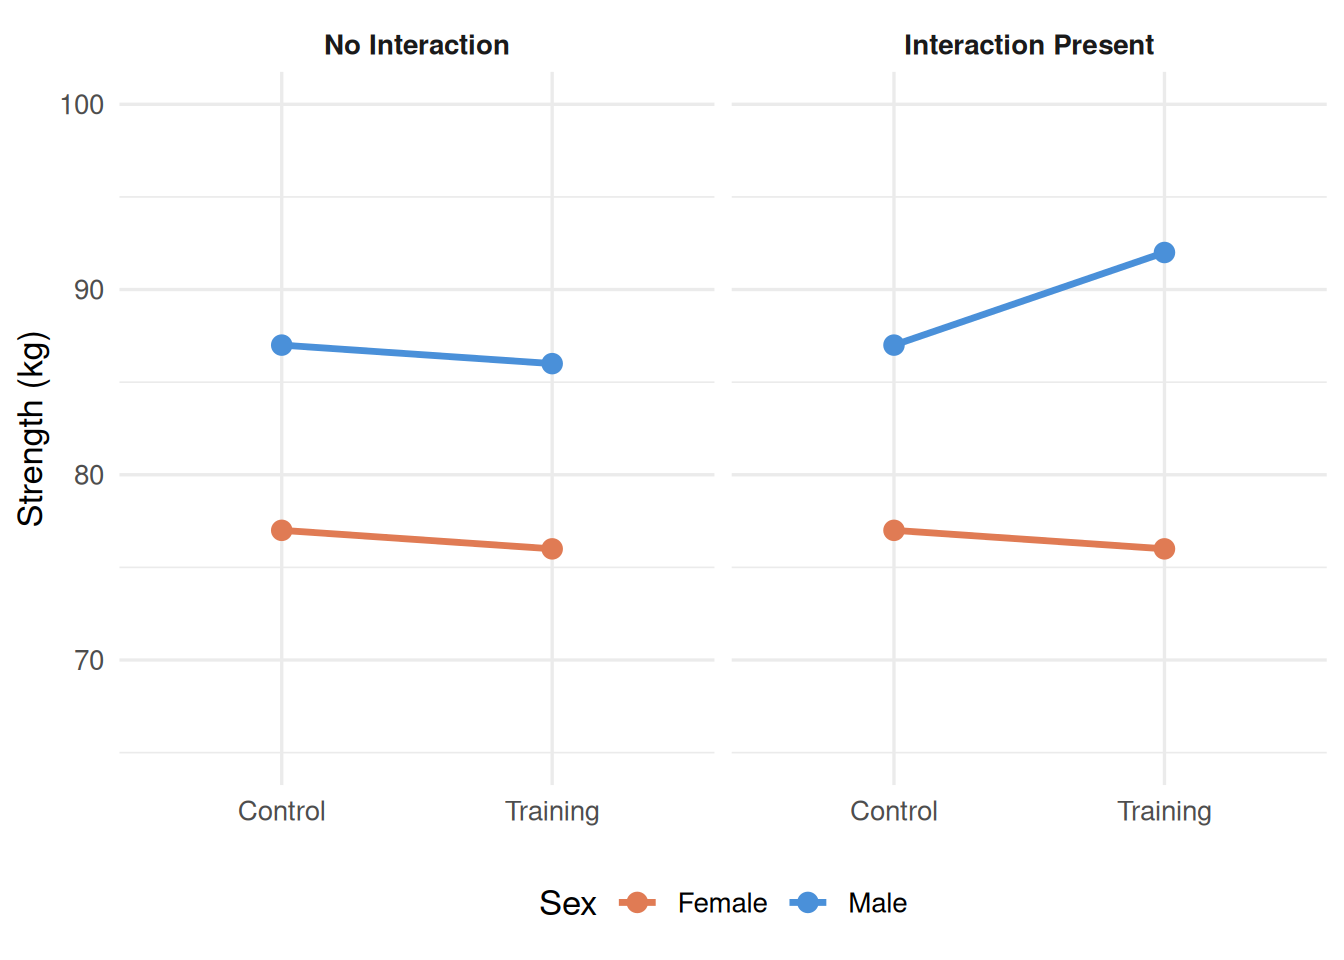 No Interaction Interaction Present
100
90
80
70
Strength (kg)
Control Training Control Training
Sex Female Male